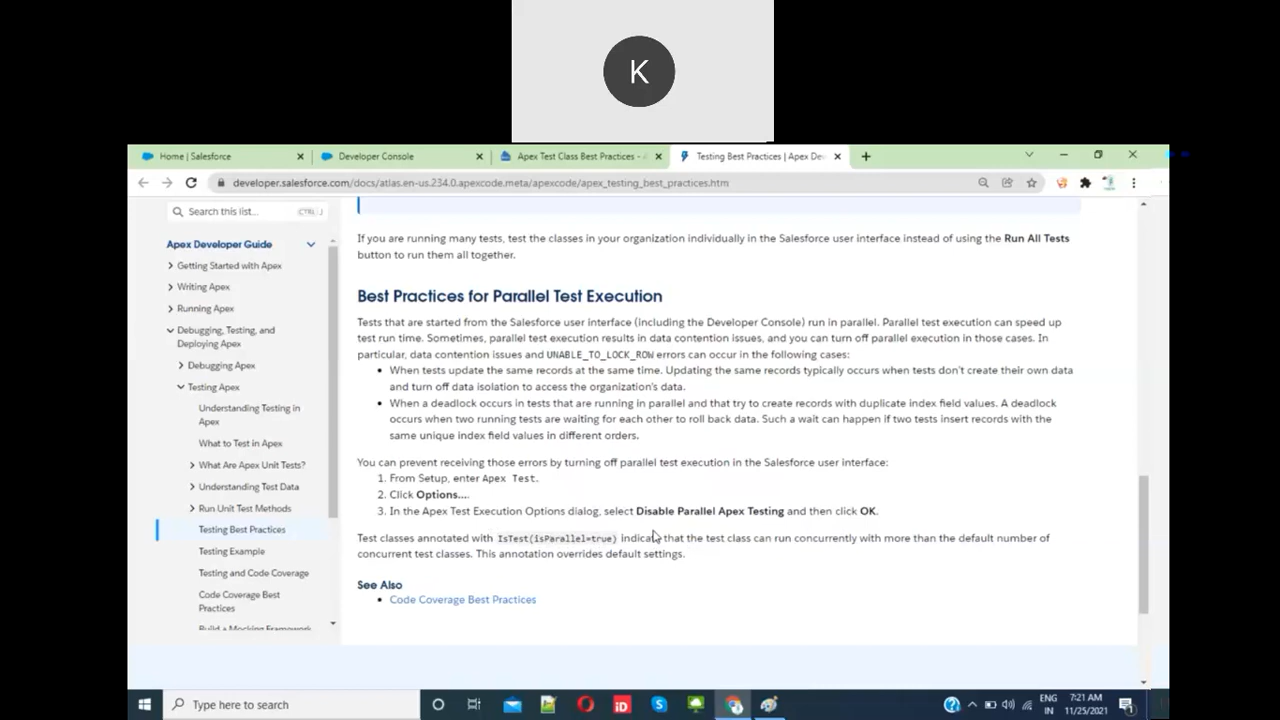 K
Home | Salesforce
Developer Console
Apex Test Class Best Practices -
Testing Best Practices | Apex De
developer.salesforce.com/docs/atlas.en-us.234.0.apexcode.meta/apexcode/apex_testing_best_practices.htm
Search this list...
CTRL
Apex Developer Guide
Getting Started with Apex
Writing Apex
Running Apex
Debugging, Testing, and
Deploying Apex
Debugging Apex
Testing Apex
Understanding Testing in
Apex
What to Test in Apex
What Are Apex Unit Tests?
Understanding Test Data
Run Unit Test Methods
Testing Best Practices
Testing Example
Testing and Code Coverage
Code Coverage Best
Practices
Build a Mocking Framework
If you are running many tests, test the classes in your organization individually in the Salesforce user interface instead of using the Run All Tests
button to run them all together.
Best Practices for Parallel Test Execution
Tests that are started from the Salesforce user interface (including the Developer Console) run in parallel. Parallel test execution can speed up
test run time. Sometimes, parallel test execution results in data contention issues, and you can turn off parallel execution in those cases. In
particular, data contention issues and UNABLE_TO_LOCK_ROW errors can occur in the following cases:
• When tests update the same records at the same time. Updating the same records typically occurs when tests don't create their own data
and turn off data isolation to access the organization's data.
• When a deadlock occurs in tests that are running in parallel and that try to create records with duplicate index field values. A deadlock
occurs when two running tests are waiting for each other to roll back data. Such a wait can happen if two tests insert records with the
same unique index field values in different orders.
You can prevent receiving those errors by turning off parallel test execution in the Salesforce user interface:
1. From Setup, enter Apex Test.
2. Click Options....
3. In the Apex Test Execution Options dialog, select Disable Parallel Apex Testing and then click OK.
Test classes annotated with IsTest(isParallel=true) indicate that the test class can run concurrently with more than the default number of
concurrent test classes. This annotation overrides default settings.
See Also
• Code Coverage Best Practices
Type here to search
iD
ENG
IN
7:21 AM
11/25/2021